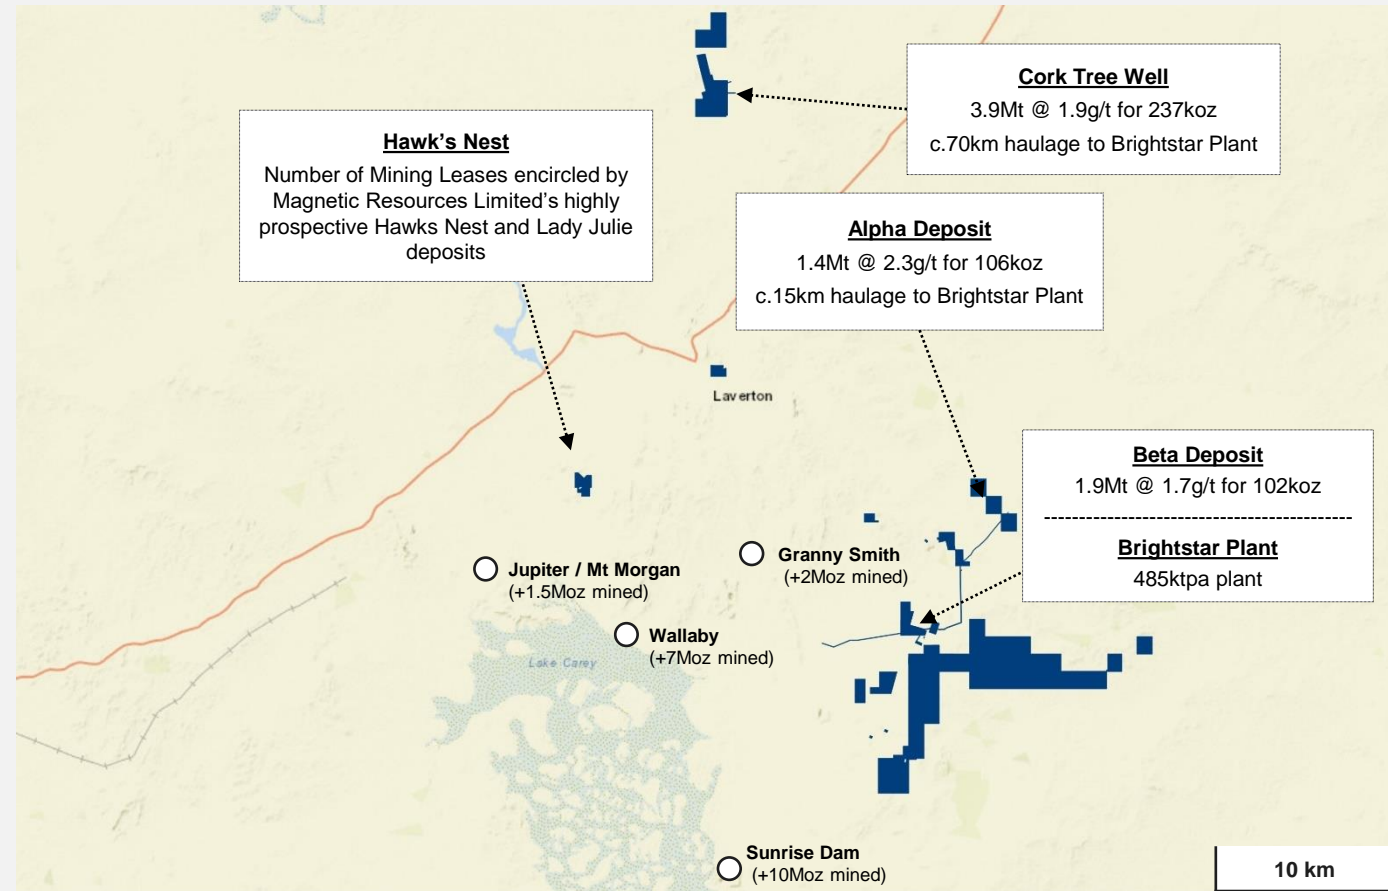 Cork Tree Well
3.9Mt @ 1.9g/t for 237koz
c.70km haulage to Brightstar Plant
Hawk's Nest
Number of Mining Leases encircled by
Magnetic Resources Limited's highly
prospective Hawks Nest and Lady Julie
deposits
Alpha Deposit
1.4Mt @ 2.3g/t for 106koz
c.15km haulage to Brightstar Plant
Laverton
Beta Deposit
1.9Mt @ 1.7g/t for 102koz
Brightstar Plant
485ktpa plant
Granny Smith
(+2Moz mined)
Jupiter / Mt Morgan
(+1.5Moz mined)
Wallaby
(+7Moz mined)
Lake Carey
Sunrise Dam
(+10Moz mined)
10 km